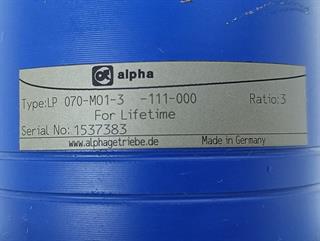 alpha
Type:LP 070-M01-3 -111-000 Ratio:3
For Lifetime
Serial No: 1537383
www.alphagetriebe.de Made in Germany